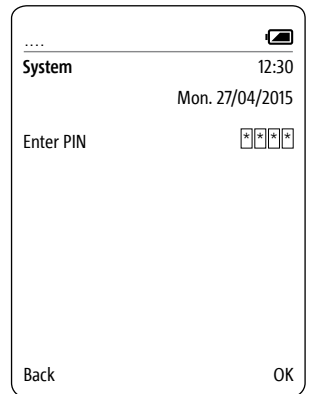 ....
System 12:30
Mon. 27/04/2015
Enter PIN ****
Back OK